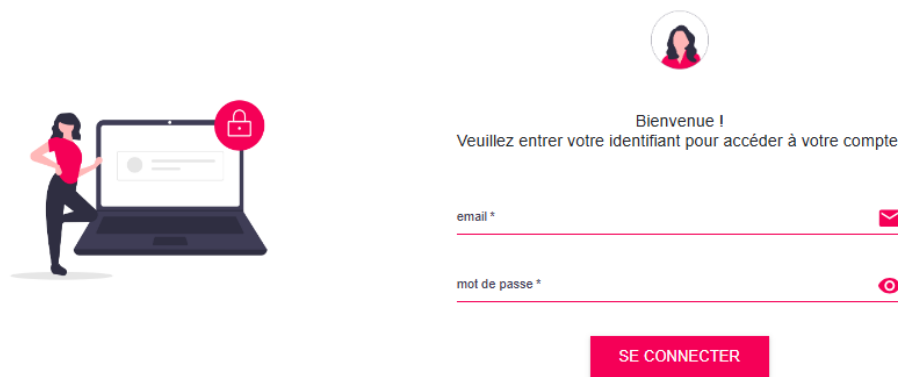 Bienvenue !
Veuillez entrer votre identifiant pour accéder à votre compte
email *
mot de passe *
SE CONNECTER